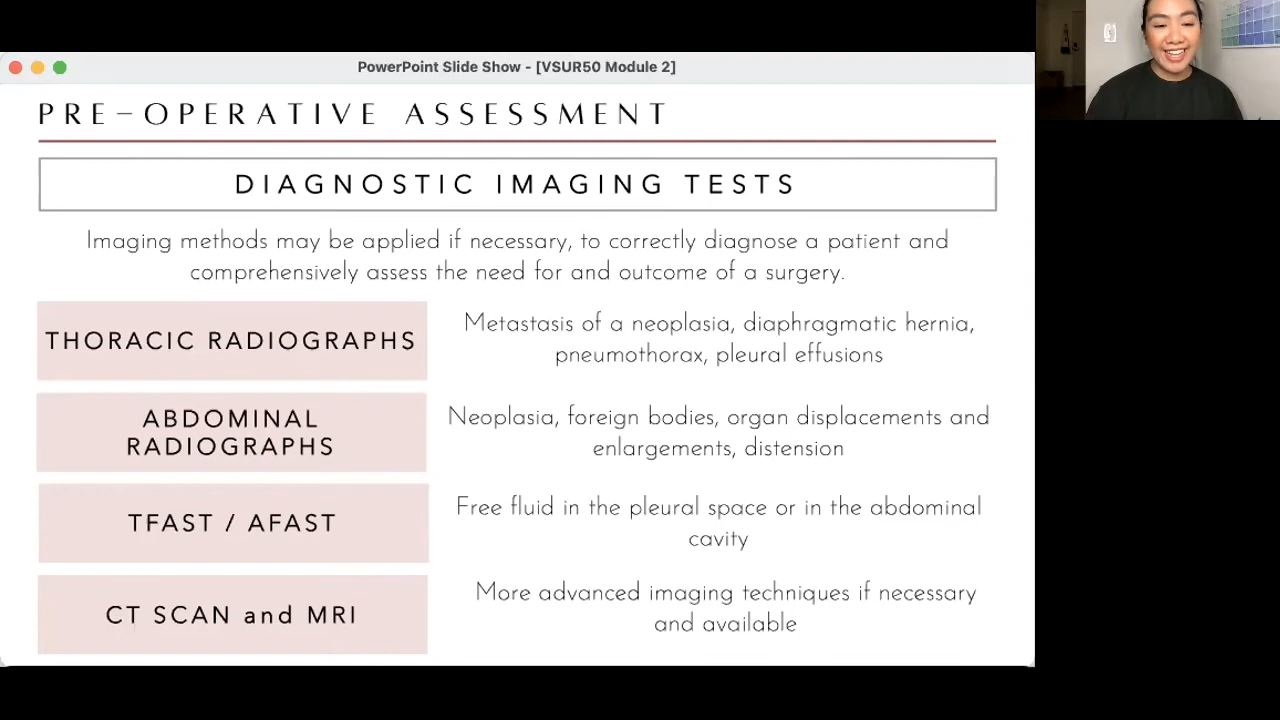 PowerPoint Slide Show - [VSUR50 Module 2]
PRE-OPERATIVE ASSESSMENT
DIAGNOSTIC IMAGING TESTS
Imaging methods may be applied if necessary, to correctly diagnose a patient and
comprehensively assess the need for and outcome of a surgery.
THORACIC RADIOGRAPHS
Metastasis of a neoplasia, diaphragmatic hernia,
pneumothorax, pleural effusions
ABDOMINAL
RADIOGRAPHS
Neoplasia, foreign bodies, organ displacements and
enlargements, distension
TFAST / AFAST
Free fluid in the pleural space or in the abdominal
cavity
CT SCAN and MRI
More advanced imaging techniques if necessary
and available